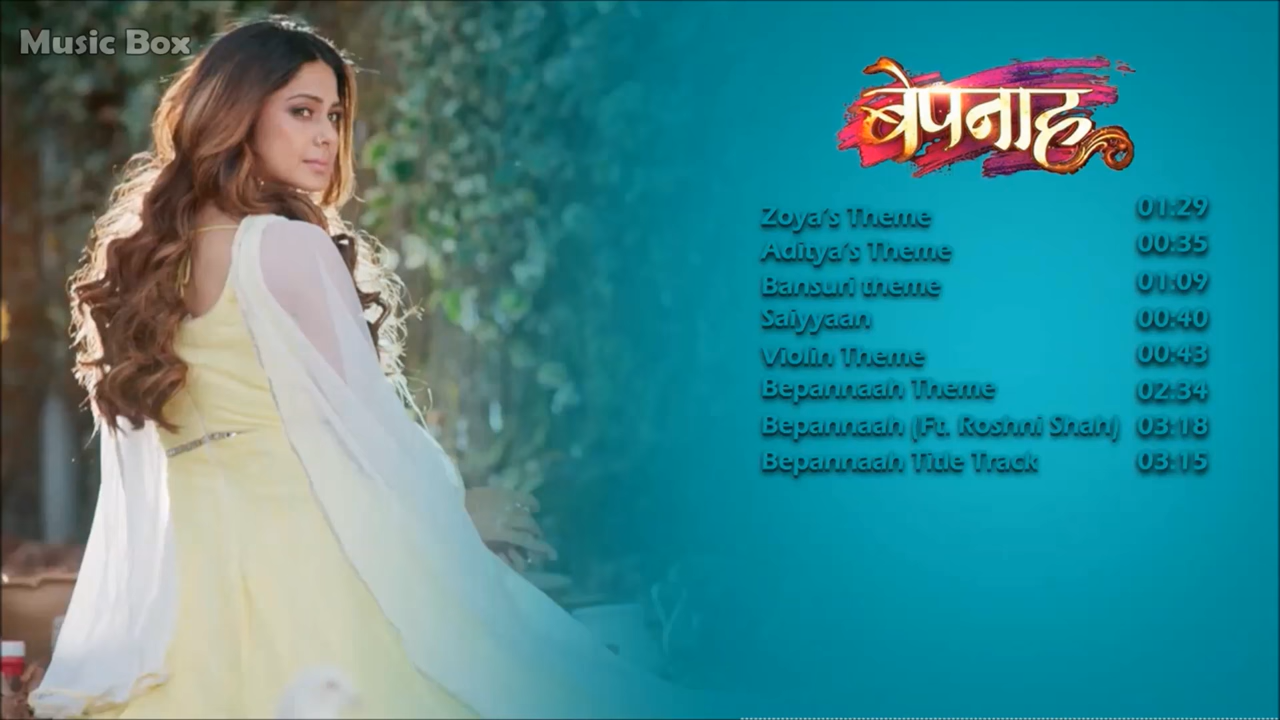 Music Box
बेपनाह
Zoya's Theme 01:29
Aditya's Theme 00:35
Bansuri theme 01:09
Saiyyaan 00:40
Violin Theme 00:43
Bepannaah Theme 02:34
Bepannaah (Ft. Roshni Shah) 03:18
Bepannaah Title Track 03:15